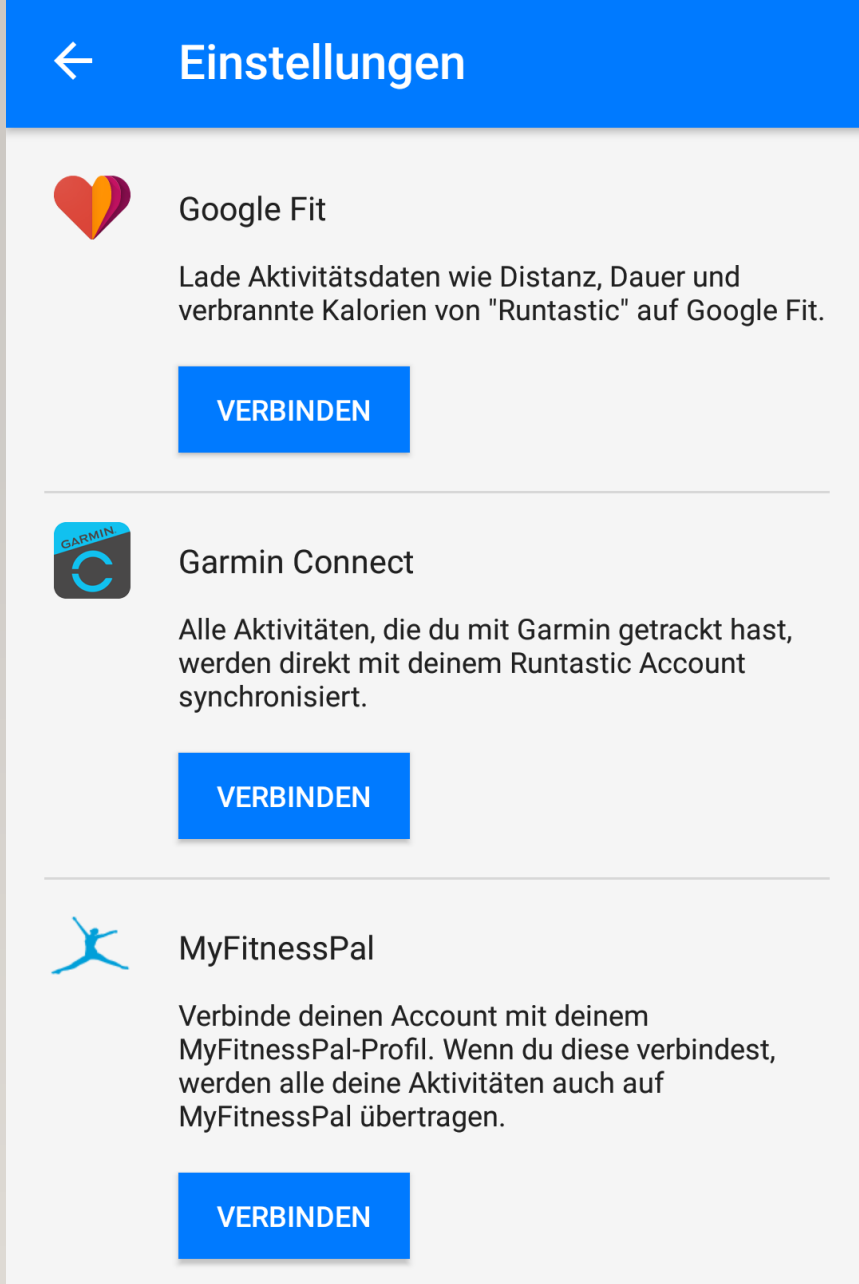 Einstellungen
Google Fit
Lade Aktivitätsdaten wie Distanz, Dauer und
verbrannte Kalorien von "Runtastic" auf Google Fit.
VERBINDEN
GARMIN
Garmin Connect
Alle Aktivitäten, die du mit Garmin getrackt hast,
werden direkt mit deinem Runtastic Account
synchronisiert.
VERBINDEN
MyFitnessPal
Verbinde deinen Account mit deinem
MyFitnessPal-Profil. Wenn du diese verbindest,
werden alle deine Aktivitäten auch auf
MyFitnessPal übertragen.
VERBINDEN